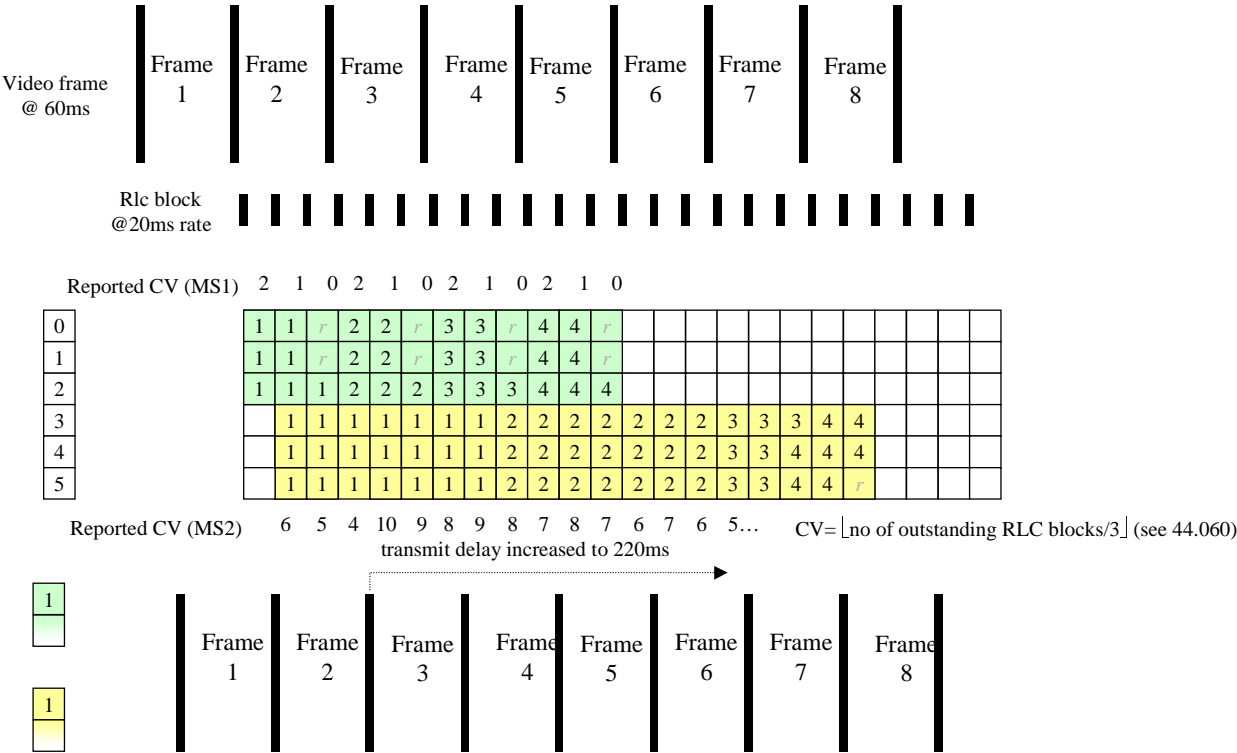 Video frame
@ 60ms
Frame 1 Frame 2 Frame 3 Frame 4 Frame 5 Frame 6 Frame 7 Frame 8
Rlc block
@20ms rate
Reported CV (MS1) 2 1 0 2 1 0 2 1 0 2 1 0
0 1 1 r 2 2 r 3 3 r 4 4 r
1 1 1 r 2 2 r 3 3 r 4 4 r
2 1 1 1 2 2 2 3 3 3 4 4 4
3 1 1 1 1 1 1 1 2 2 2 2 2 2 2 3 3 3 4 4
4 1 1 1 1 1 1 1 2 2 2 2 2 2 2 3 3 4 4 4
5 1 1 1 1 1 1 1 2 2 2 2 2 2 2 3 3 4 4 r
Reported CV (MS2) 6 5 4 10 9 8 9 8 7 8 7 6 7 6 5… CV= ⌊no of outstanding RLC blocks/3⌋ (see 44.060)
transmit delay increased to 220ms
1
Frame 1 Frame 2 Frame 3 Frame 4 Frame 5 Frame 6 Frame 7 Frame 8
1